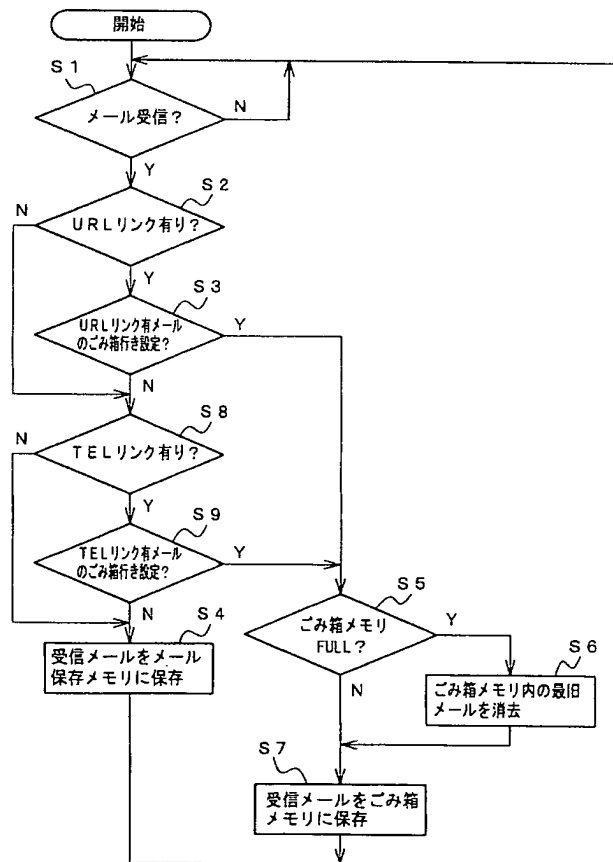 開始
S1
メール受信?
N
Y
S2
N
URLリンク有り?
Y
S3
URLリンク有メール
のごみ箱行き設定?
Y
N
S8
N
TELリンク有り?
Y
S9
TELリンク有メール
のごみ箱行き設定?
Y
N
S4
受信メールをメール
保存メモリに保存
S5
ごみ箱メモリ
FULL?
Y
N
S6
ごみ箱メモリ内の最旧
メールを消去
S7
受信メールをごみ箱
メモリに保存